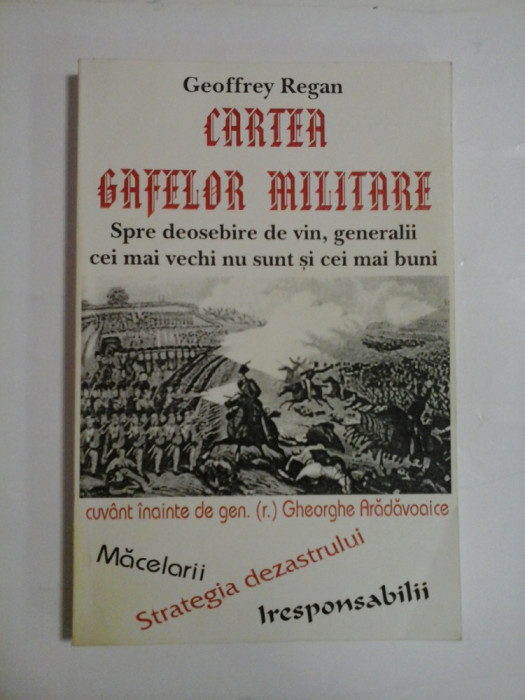 Geoffrey Regan
CARTEA
GAFELOR MILITARE
Spre deosebire de vin, generalii
cei mai vechi nu sunt și cei mai buni
cuvânt înainte de gen. (r.) Gheorghe Arădăvoaice
Măcelarii
Strategia dezastrului
Iresponsabilii